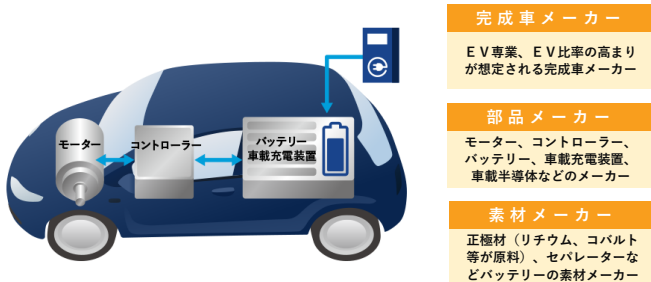 モーター
コントローラー
バッテリー
車載充電装置
完成車メーカー
ＥＶ専業、ＥＶ比率の高まり
が想定される完成車メーカー
部品メーカー
モーター、コントローラー、
バッテリー、車載充電装置、
車載半導体などのメーカー
素材メーカー
正極材（リチウム、コバルト
等が原料）、セパレーターな
どバッテリーの素材メーカー